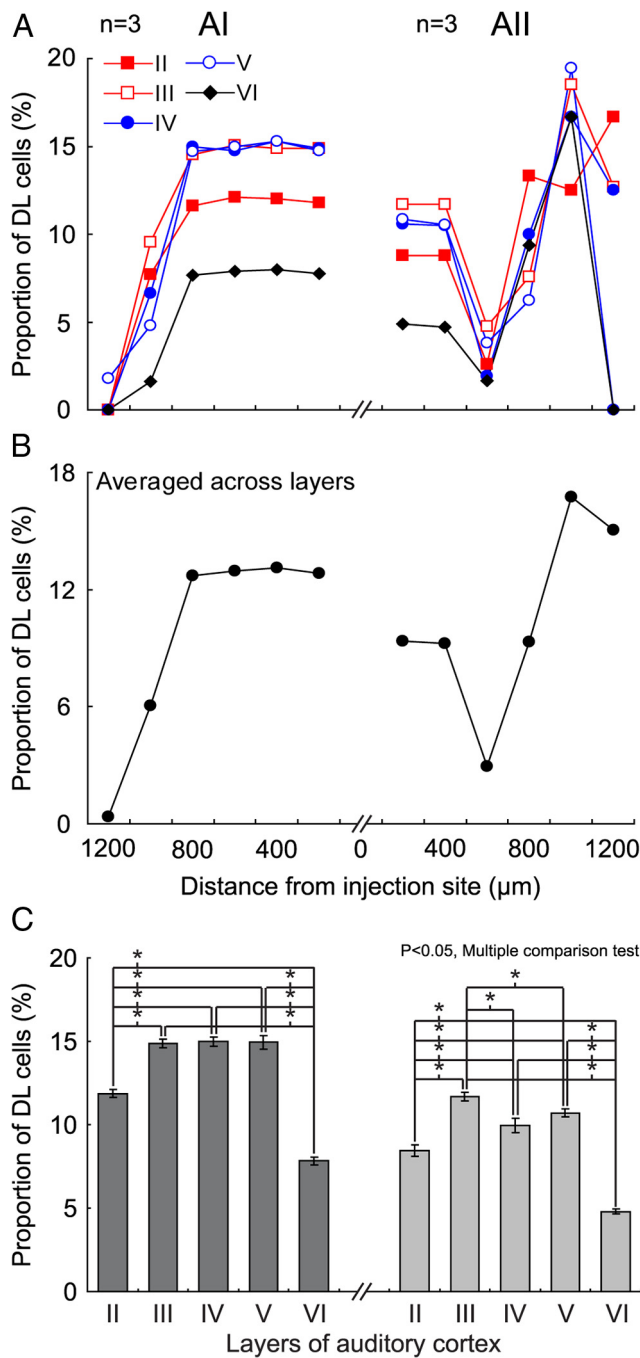 A n=3 AI n=3 AII
Proportion of DL cells (%)
20
15
10
5
0
II V
III VI
IV
B
Averaged across layers
Proportion of DL cells (%)
18
12
6
0
1200 800 400 0 400 800 1200
Distance from injection site (µm)
C
P<0.05, Multiple comparison test
Proportion of DL cells (%)
20
15
10
5
0
* * * * * * * * * * * * * * * *
II III IV V VI II III IV V VI
Layers of auditory cortex